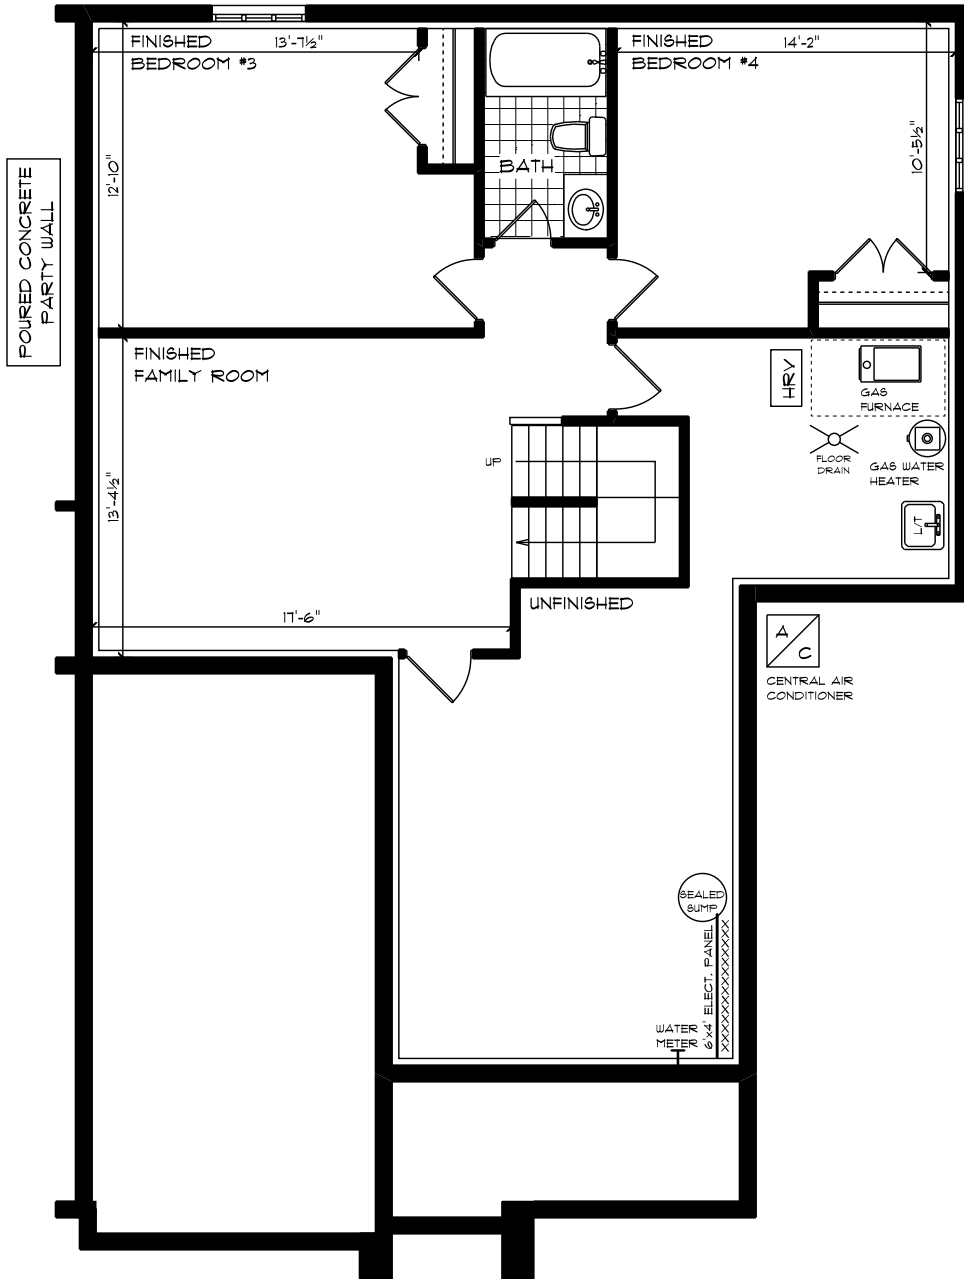 FINISHED
BEDROOM #3
13'-7½"
FINISHED
BEDROOM #4
14'-2"
10'-5½"
12'-10"
BATH
POURED CONCRETE
PARTY WALL
FINISHED
FAMILY ROOM
HRV
GAS
FURNACE
FLOOR
DRAIN
GAS WATER
HEATER
UP
13'-4½"
L/T
UNFINISHED
17'-6"
A
C
CENTRAL AIR
CONDITIONER
SEALED
SUMP
6'x4' ELECT. PANEL
WATER
METER